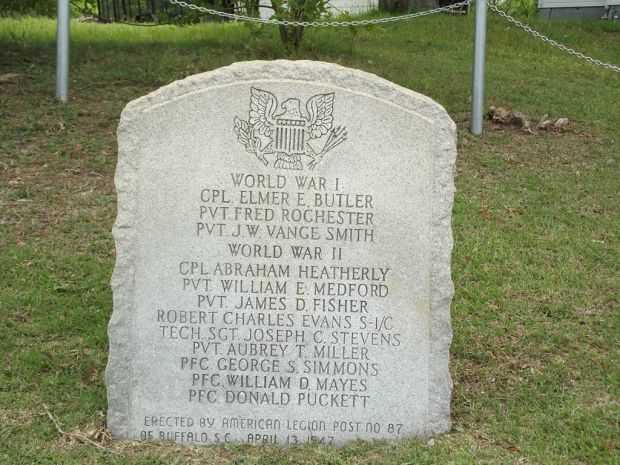 WORLD WAR I
CPL. ELMER E. BUTLER
PVT. FRED ROCHESTER
PVT. J.W. VANCE SMITH
WORLD WAR II
CPL. ABRAHAM HEATHERLY
PVT. WILLIAM E. MEDFORD
PVT. JAMES D. FISHER
ROBERT CHARLES EVANS S-1/C
TECH. SGT. JOSEPH C. STEVENS
PVT. AUBREY T. MILLER
PFC GEORGE S. SIMMONS
PFC. WILLIAM D. MAYES
PFC DONALD PUCKETT
ERECTED BY AMERICAN LEGION POST NO 87
OF BUFFALO S.C. APRIL 13, 1947